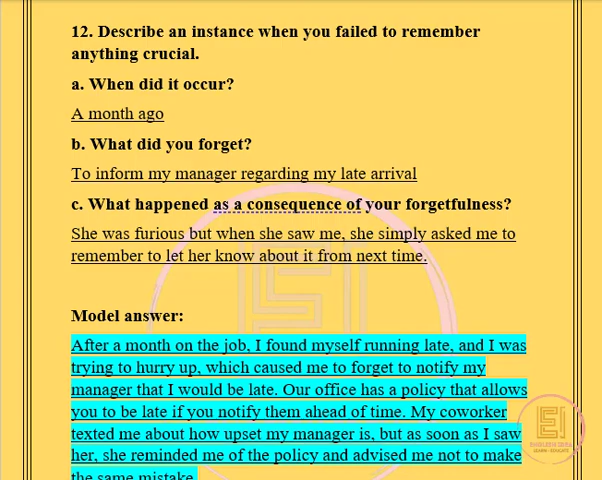 12. Describe an instance when you failed to remember
anything crucial.
a. When did it occur?
A month ago
b. What did you forget?
To inform my manager regarding my late arrival
c. What happened as a consequence of your forgetfulness?
She was furious but when she saw me, she simply asked me to
remember to let her know about it from next time.
Model answer:
After a month on the job, I found myself running late, and I was
trying to hurry up, which caused me to forget to notify my
manager that I would be late. Our office has a policy that allows
you to be late if you notify them ahead of time. My coworker
texted me about how upset my manager is, but as soon as I saw
her, she reminded me of the policy and advised me not to make
the same mistake.